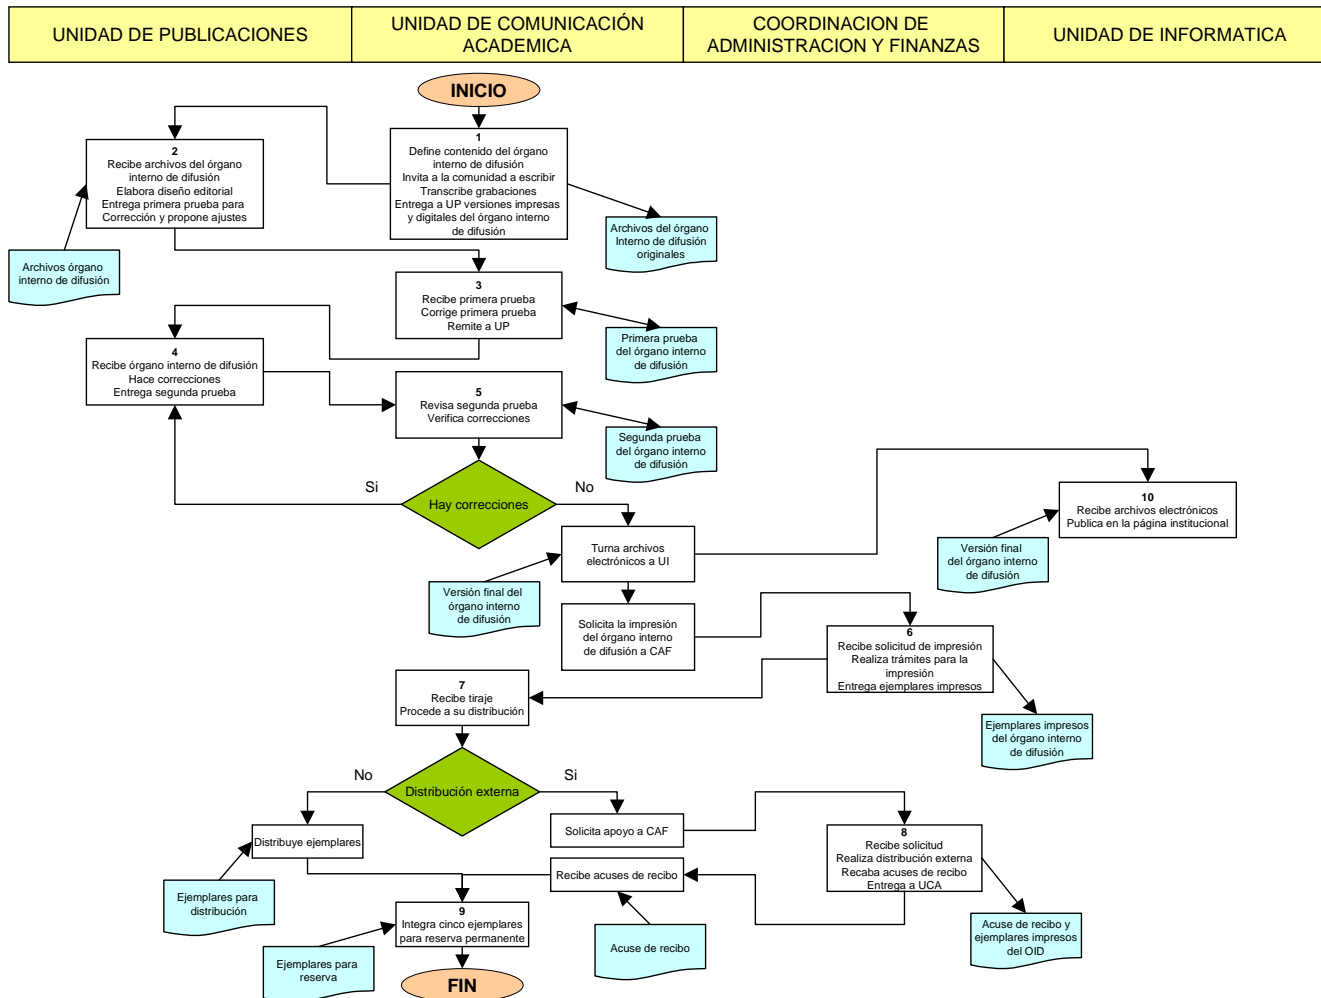 UNIDAD DE PUBLICACIONES
UNIDAD DE COMUNICACIÓN
ACADEMICA
COORDINACION DE
ADMINISTRACION Y FINANZAS
UNIDAD DE INFORMATICA
INICIO
1
Define contenido del órgano
interno de difusión
Invita a la comunidad a escribir
Transcribe grabaciones
Entrega a UP versiones impresas
y digitales del órgano interno
de difusión
2
Recibe archivos del órgano
interno de difusión
Elabora diseño editorial
Entrega primera prueba para
Corrección y propone ajustes
Archivos del órgano
Interno de difusión
originales
Archivos órgano
interno de difusión
3
Recibe primera prueba
Corrige primera prueba
Remite a UP
Primera prueba
del órgano interno
de difusión
4
Recibe órgano interno de difusión
Hace correcciones
Entrega segunda prueba
5
Revisa segunda prueba
Verifica correcciones
Segunda prueba
del órgano interno
de difusión
Si
Hay correcciones
No
10
Recibe archivos electrónicos
Publica en la página institucional
Turna archivos
electrónicos a UI
Versión final
del órgano interno
de difusión
Versión final del
órgano interno
de difusión
Solicita la impresión
del órgano interno
de difusión a CAF
6
Recibe solicitud de impresión
Realiza trámites para la
impresión
Entrega ejemplares impresos
7
Recibe tiraje
Procede a su distribución
Ejemplares impresos
del órgano interno
de difusión
No
Distribución externa
Si
Distribuye ejemplares
Solicita apoyo a CAF
8
Recibe solicitud
Realiza distribución externa
Recaba acuses de recibo
Entrega a UCA
Recibe acuses de recibo
Ejemplares para
distribución
9
Integra cinco ejemplares
para reserva permanente
Acuse de recibo
Acuse de recibo y
ejemplares impresos
del OID
Ejemplares para
reserva
FIN